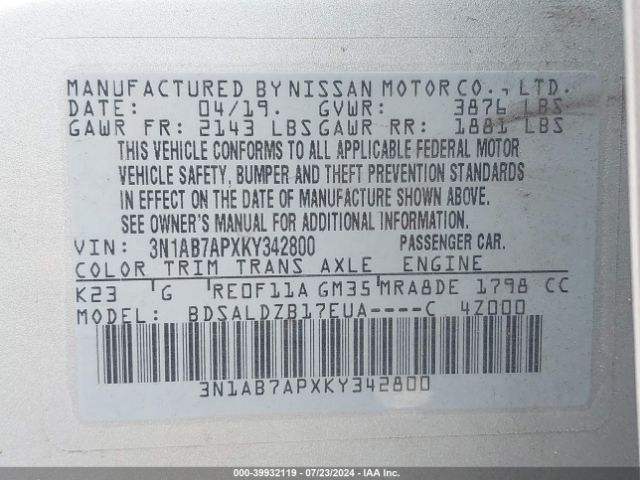 MANUFACTURED BY NISSAN MOTOR CO., LTD.
DATE: 04/19. GVWR: 3876 LBS
GAWR FR: 2143 LBS GAWR RR: 1881 LBS
THIS VEHICLE CONFORMS TO ALL APPLICABLE FEDERAL MOTOR
VEHICLE SAFETY, BUMPER AND THEFT PREVENTION STANDARDS
IN EFFECT ON THE DATE OF MANUFACTURE SHOWN ABOVE.
SEE OWNER'S MANUAL FOR ADDITIONAL INFORMATION.
VIN: 3N1AB7APXKY342800 PASSENGER CAR.
COLOR TRIM TRANS AXLE ENGINE
K23 G RE0F11A GM35 MRA8DE 1798 CC
MODEL: BDSALDZB17EUA----C 4Z000
3N1AB7APXKY342800
000-39932119 / 07/23/2024 / IAA Inc.